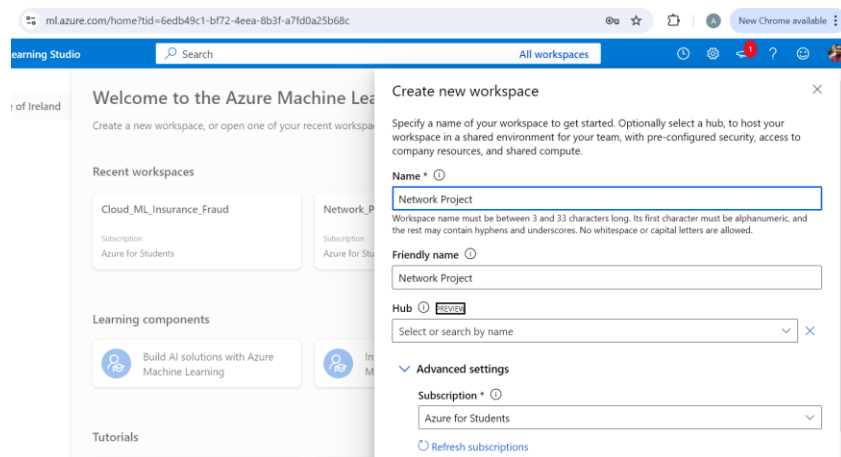 ml.azure.com/home?tid=6edb49c1-bf72-4eea-8b3f-a7fd0a25b68c
A
New Chrome available
earning Studio
Search
All workspaces
1
of Ireland
Welcome to the Azure Machine Lea
Create a new workspace, or open one of your recent workspa
Recent workspaces
Cloud_ML_Insurance_Fraud
Subscription
Azure for Students
Network_P
Subscription
Azure for Stu
Learning components
Build AI solutions with Azure
Machine Learning
In
M
Tutorials
Create new workspace
Specify a name of your workspace to get started. Optionally select a hub, to host your
workspace in a shared environment for your team, with pre-configured security, access to
company resources, and shared compute.
Name *
Network Project
Workspace name must be between 3 and 33 characters long. Its first character must be alphanumeric, and
the rest may contain hyphens and underscores. No whitespace or capital letters are allowed.
Friendly name
Network Project
Hub PREVIEW
Select or search by name
Advanced settings
Subscription *
Azure for Students
Refresh subscriptions